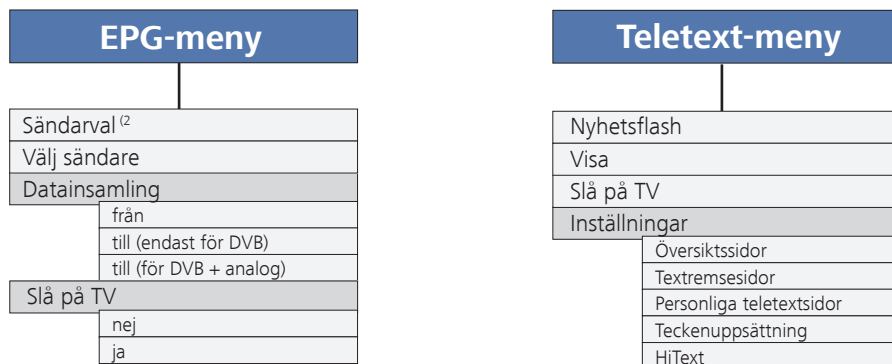 EPG-meny
Sändarval (2
Välj sändare
Datainsamling
från
till (endast för DVB)
till (för DVB + analog)
Slå på TV
nej
ja
Teletext-meny
Nyhetsflash
Visa
Slå på TV
Inställningar
Översiktssidor
Textremsesidor
Personliga teletextsidor
Teckenuppsättning
HiText